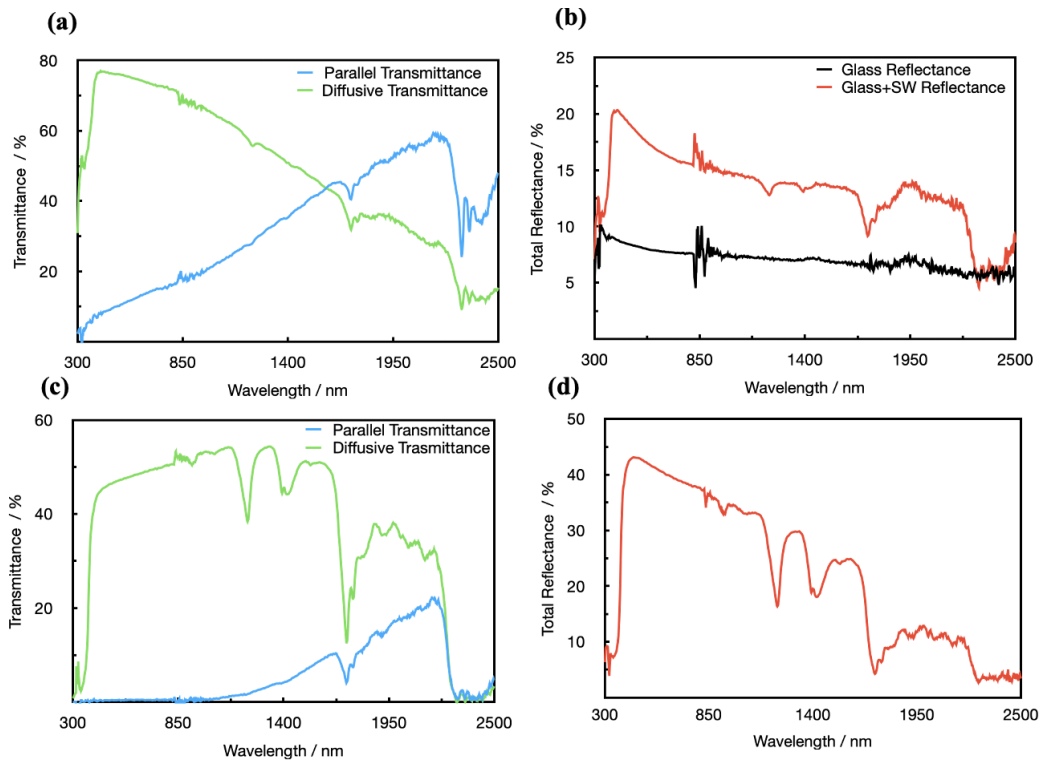 (a)
80
60
40
20
Transmittance / %
Parallel Transmittance
Diffusive Transmittance
300 850 1400 1950 2500
Wavelength / nm
(b)
25
20
15
10
5
Total Reflectance / %
Glass Reflectance
Glass+SW Reflectance
300 850 1400 1950 2500
Wavelength / nm
(c)
60
40
20
Transmittance / %
Parallel Transmittance
Diffusive Trasmittance
300 850 1400 1950 2500
Wavelength / nm
(d)
50
40
30
20
10
Total Reflectance / %
300 850 1400 1950 2500
Wavelength / nm